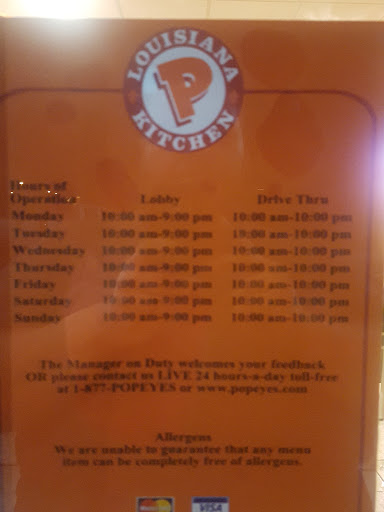 LOUISIANA
P
KITCHEN
Hours of
Operation Lobby Drive Thru
Monday 10:00 am-9:00 pm 10:00 am-10:00 pm
Tuesday 10:00 am-9:00 pm 10:00 am-10:00 pm
Wednesday 10:00 am-9:00 pm 10:00 am-10:00 pm
Thursday 10:00 am-9:00 pm 10:00 am-10:00 pm
Friday 10:00 am-9:00 pm 10:00 am-10:00 pm
Saturday 10:00 am-9:00 pm 10:00 am-10:00 pm
Sunday 10:00 am-9:00 pm 10:00 am-10:00 pm
The Manager on Duty welcomes your feedback
OR please contact us LIVE 24 hours-a-day toll-free
at 1-877-POPEYES or www.popeyes.com
Allergens
We are unable to guarantee that any menu
item can be completely free of allergens.
MasterCard VISA